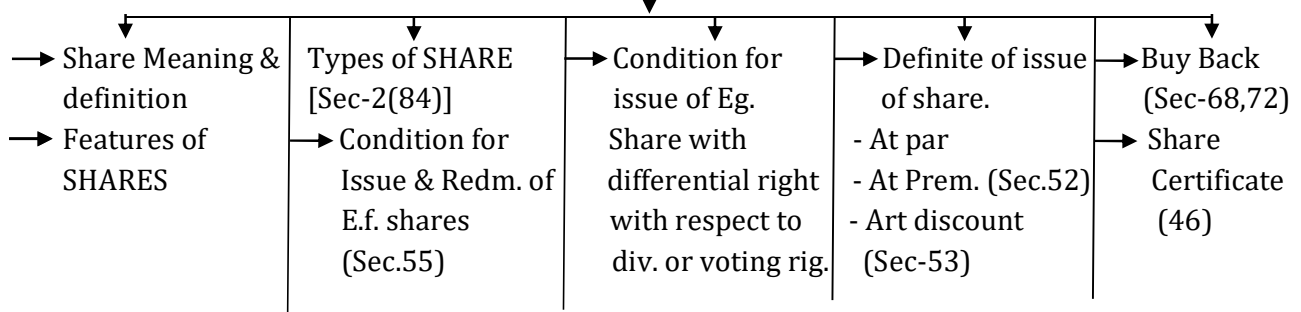 Share Meaning &
definition
Features of
SHARES
Types of SHARE
[Sec-2(84)]
Condition for
Issue & Redm. of
E.f. shares
(Sec.55)
Condition for
issue of Eg.
Share with
differential right
with respect to
div. or voting rig.
Definite of issue
of share.
- At par
- At Prem. (Sec.52)
- Art discount
(Sec-53)
Buy Back
(Sec-68,72)
Share
Certificate
(46)